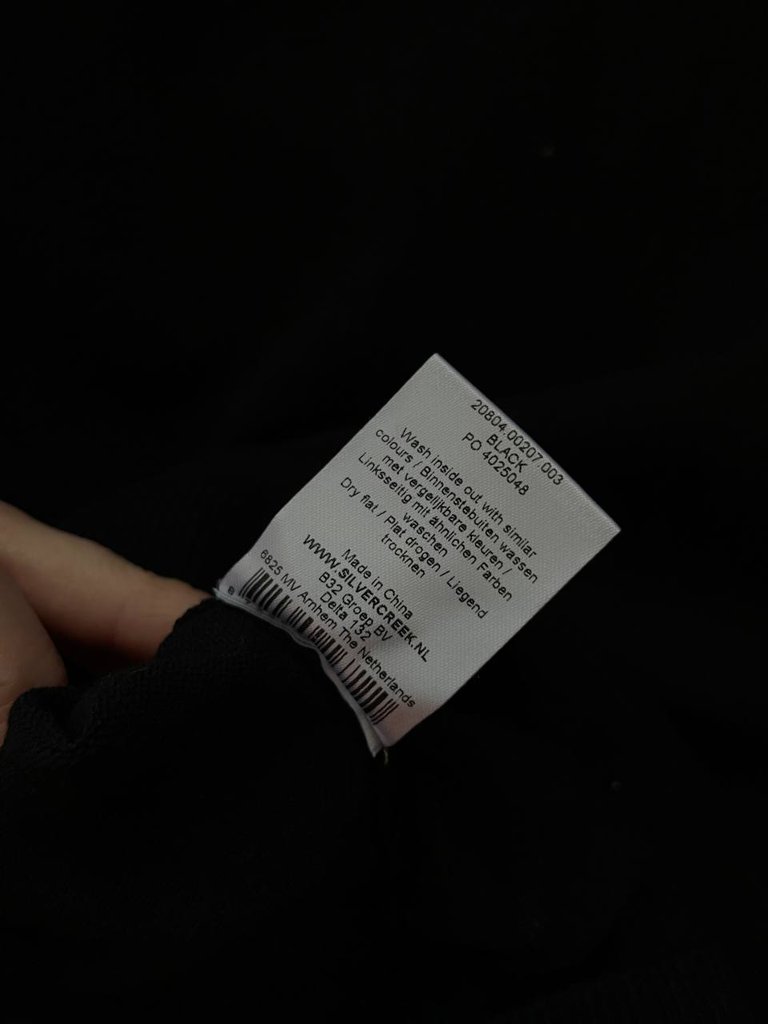 20804.00207.003
BLACK
PO 4025048
Wash inside out with similar
colours / Binnenstebuiten wassen
met vergelijkbare kleuren /
Linksseitig mit ähnlichen Farben
waschen
Dry flat / Plat drogen / Liegend
trocknen
Made in China
WWW.SILVERCREEK.NL
B32 Groep BV
Delta 132
6825 MV Arnhem The Netherlands
8